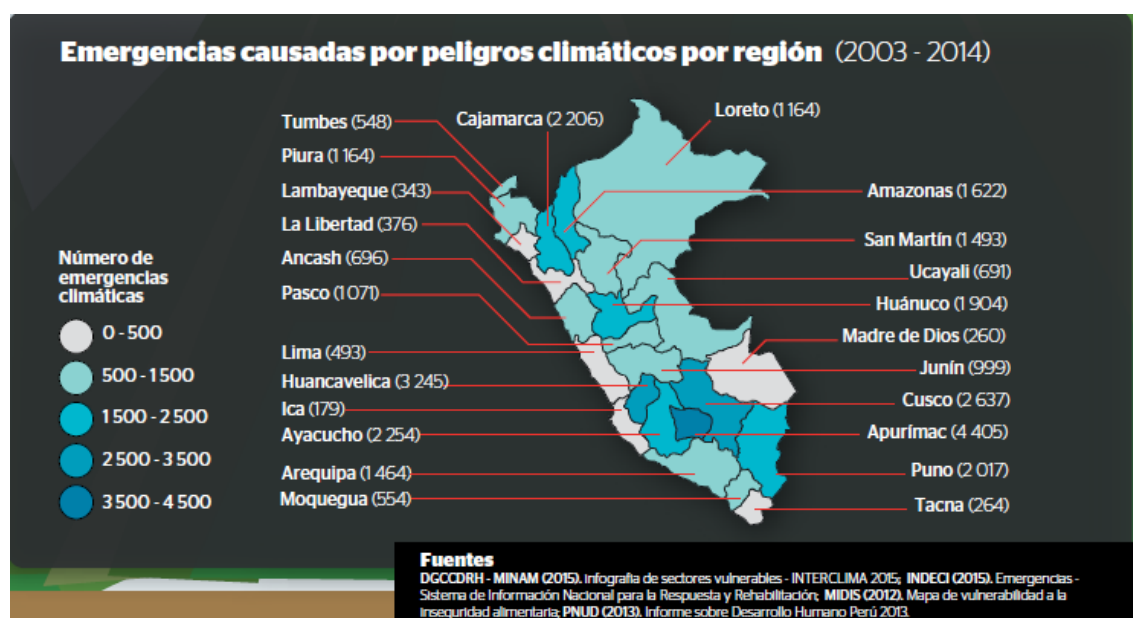 Emergencias causadas por peligros climáticos por región (2003 - 2014)
Tumbes (548)
Piura (1 164)
Lambayeque (343)
La Libertad (376)
Ancash (696)
Pasco (1 071)
Lima (493)
Huancavelica (3 245)
Ica (179)
Ayacucho (2 254)
Arequipa (1 464)
Moquegua (554)
Cajamarca (2 206)
Loreto (1 164)
Amazonas (1 622)
San Martín (1 493)
Ucayali (691)
Huánuco (1 904)
Madre de Dios (260)
Junín (999)
Cusco (2 637)
Apurímac (4 405)
Puno (2 017)
Tacna (264)
Número de
emergencias
climáticas
0 - 500
500 - 1 500
1 500 - 2 500
2 500 - 3 500
3 500 - 4 500
Fuentes
DGCCDRH - MINAM (2015). Infografía de sectores vulnerables - INTERCLIMA 2015; INDECI (2015). Emergencias -
Sistema de Información Nacional para la Respuesta y Rehabilitación; MIDIS (2012). Mapa de vulnerabilidad a la
inseguridad alimentaria; PNUD (2013). Informe sobre Desarrollo Humano Perú 2013.